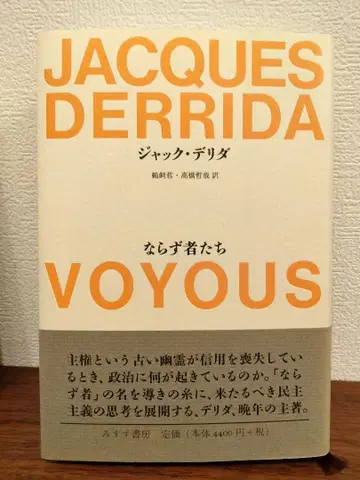 JACQUES
DERRIDA
ジャック・デリダ
鵜飼哲・高橋哲哉 訳
ならず者たち
VOYOUS
主権という古い幽霊が信用を喪失してい
るとき、政治に何が起きているのか。「なら
ず者」の名を導きの糸に、来たるべき民主
主義の思考を展開する、デリダ、晩年の主著。
みすず書房 定価（本体 4400 円＋税）